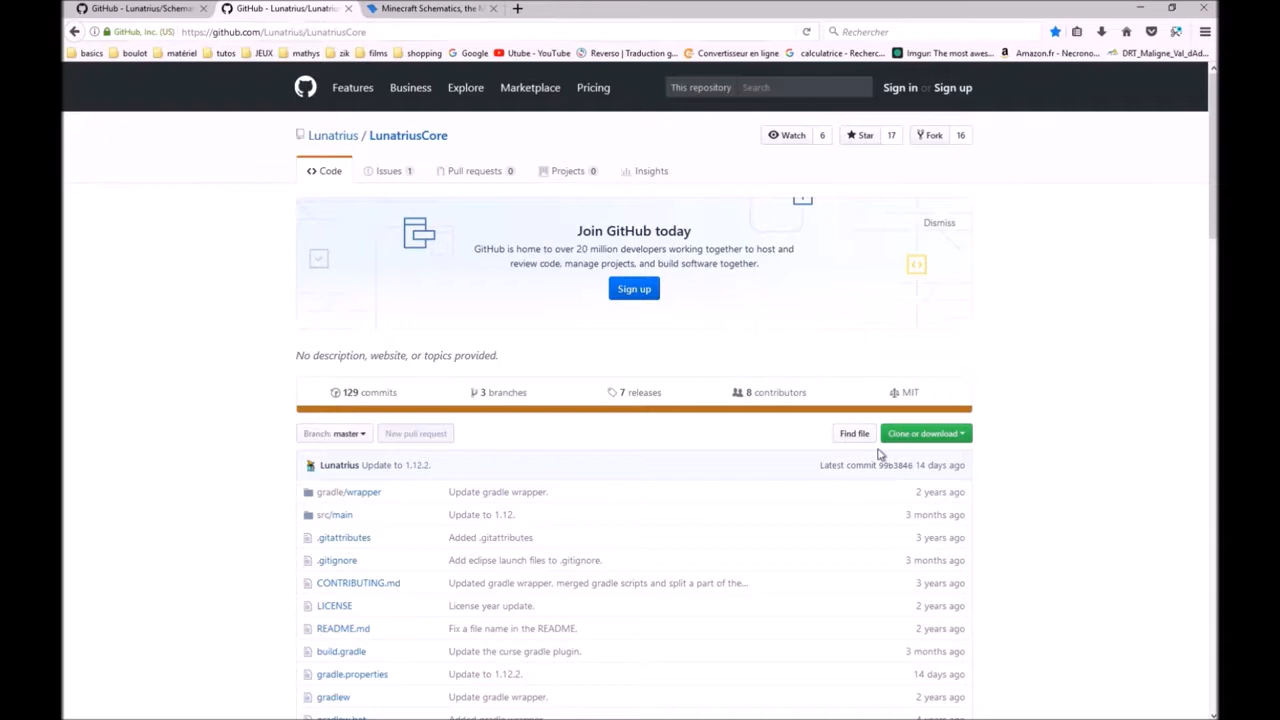 GitHub - Lunatrius/Schema
GitHub - Lunatrius/Lunatriu
Minecraft Schematics, the M
GitHub, Inc. (US)
https://github.com/Lunatrius/LunatriusCore
Rechercher
basics
boulot
matériel
tutos
JEUX
mathys
zik
films
shopping
Google
Utube - YouTube
Reverso | Traduction g...
Convertisseur en ligne
calculatrice - Recherc...
Imgur: The most awe...
Amazon.fr - Necrono...
DRT_Maligne_Val_dAd...
Features
Business
Explore
Marketplace
Pricing
This repository
Search
Sign in or Sign up
Lunatrius / LunatriusCore
Watch 6
Star 17
Fork 16
Code
Issues 1
Pull requests 0
Projects 0
Insights
Join GitHub today
Dismiss
GitHub is home to over 20 million developers working together to host and
review code, manage projects, and build software together.
Sign up
No description, website, or topics provided.
129 commits
3 branches
7 releases
8 contributors
MIT
Branch: master
New pull request
Find file
Clone or download
Lunatrius Update to 1.12.2.
Latest commit 99b3846 14 days ago
gradle/wrapper
Update gradle wrapper.
2 years ago
src/main
Update to 1.12.
3 months ago
.gitattributes
Added .gitattributes
3 years ago
.gitignore
Add eclipse launch files to .gitignore.
3 months ago
CONTRIBUTING.md
Updated gradle wrapper, merged gradle scripts and split a part of the...
3 years ago
LICENSE
License year update.
2 years ago
README.md
Fix a file name in the README.
2 years ago
build.gradle
Update the curse gradle plugin.
3 months ago
gradle.properties
Update to 1.12.2.
14 days ago
gradlew
Update gradle wrapper.
2 years ago